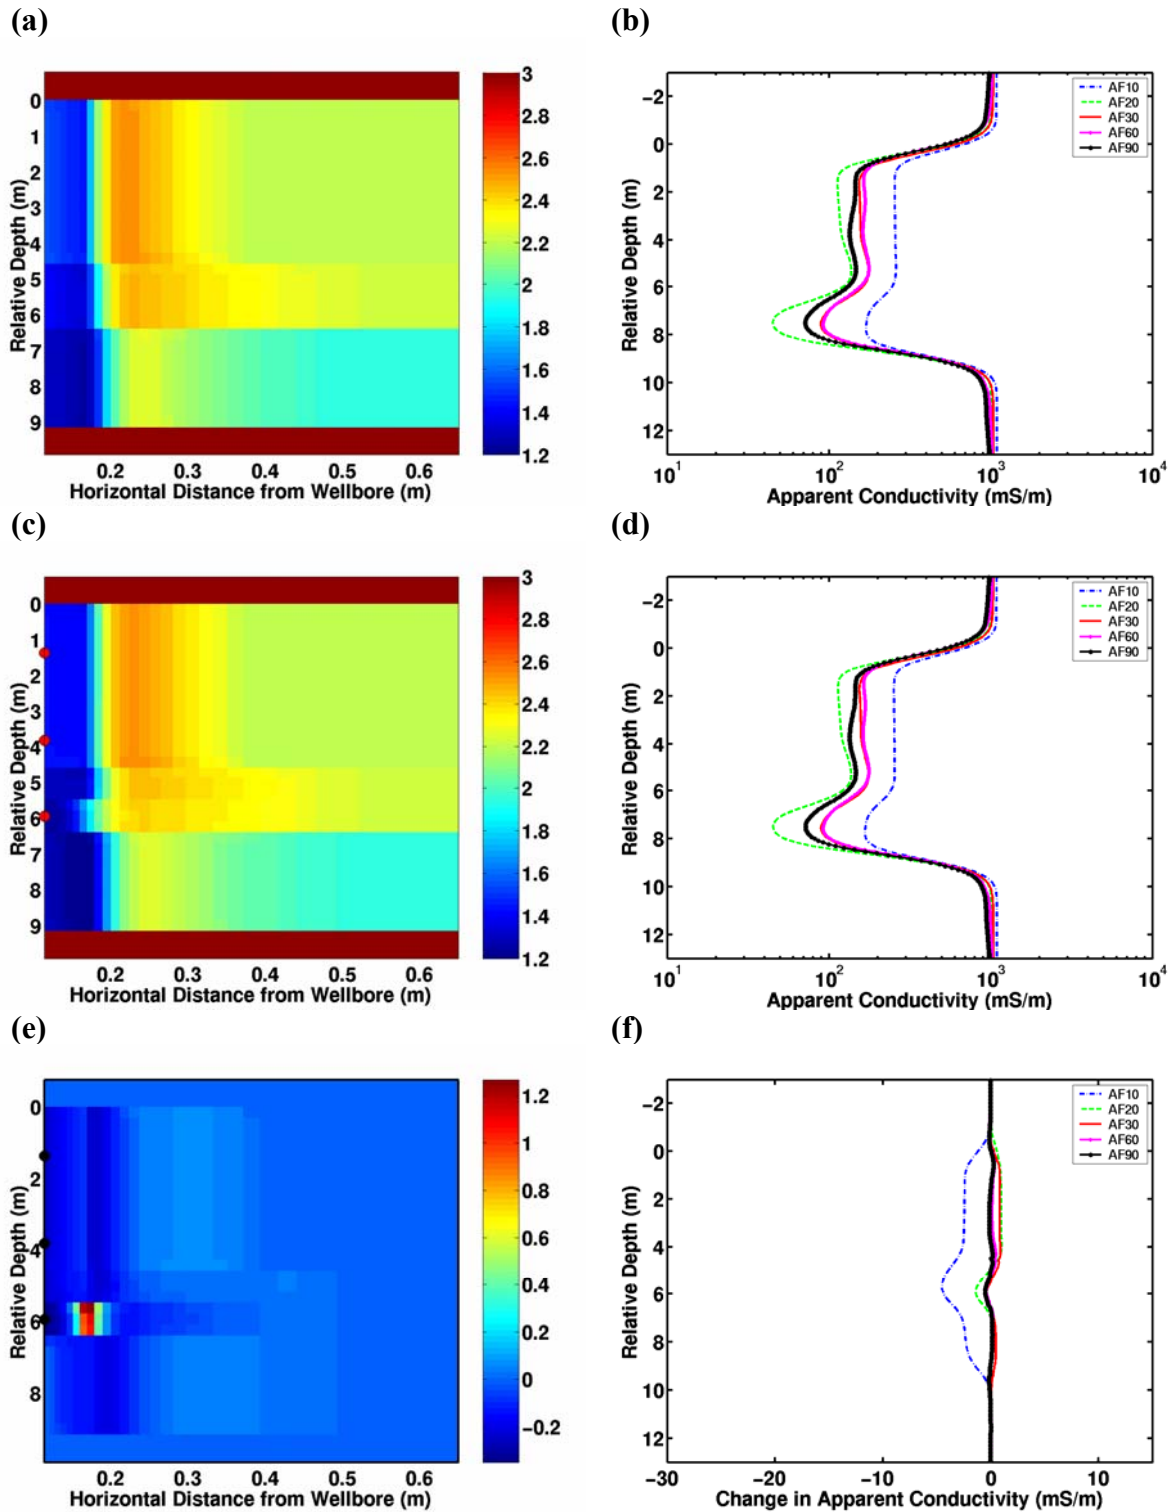 (a)
(b)
0
1
2
3
4
5
6
7
8
9
Relative Depth (m)
0.2 0.3 0.4 0.5 0.6
Horizontal Distance from Wellbore (m)
3
2.8
2.6
2.4
2.2
2
1.8
1.6
1.4
1.2
−2
0
2
4
6
8
10
12
Relative Depth (m)
10^1 10^2 10^3 10^4
Apparent Conductivity (mS/m)
AF10
AF20
AF30
AF60
AF90
(c)
(d)
0
1
2
3
4
5
6
7
8
9
Relative Depth (m)
0.2 0.3 0.4 0.5 0.6
Horizontal Distance from Wellbore (m)
3
2.8
2.6
2.4
2.2
2
1.8
1.6
1.4
1.2
−2
0
2
4
6
8
10
12
Relative Depth (m)
10^1 10^2 10^3 10^4
Apparent Conductivity (mS/m)
AF10
AF20
AF30
AF60
AF90
(e)
(f)
0
2
4
6
8
Relative Depth (m)
0.2 0.3 0.4 0.5 0.6
Horizontal Distance from Wellbore (m)
1.2
1
0.8
0.6
0.4
0.2
0
−0.2
−2
0
2
4
6
8
10
12
Relative Depth (m)
−30 −20 −10 0 10
Change in Apparent Conductivity (mS/m)
AF10
AF20
AF30
AF60
AF90